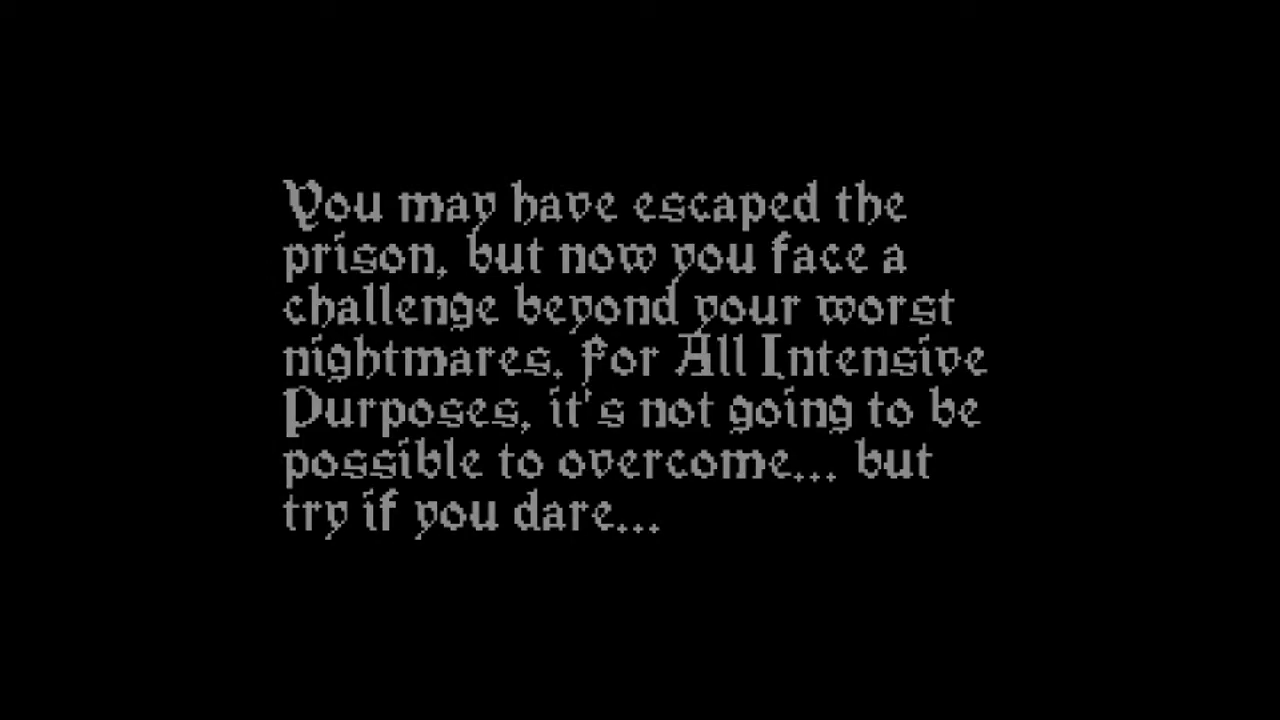 You may have escaped the
prison, but now you face a
challenge beyond your worst
nightmares. For All Intensive
Purposes, it's not going to be
possible to overcome... but
try if you dare...